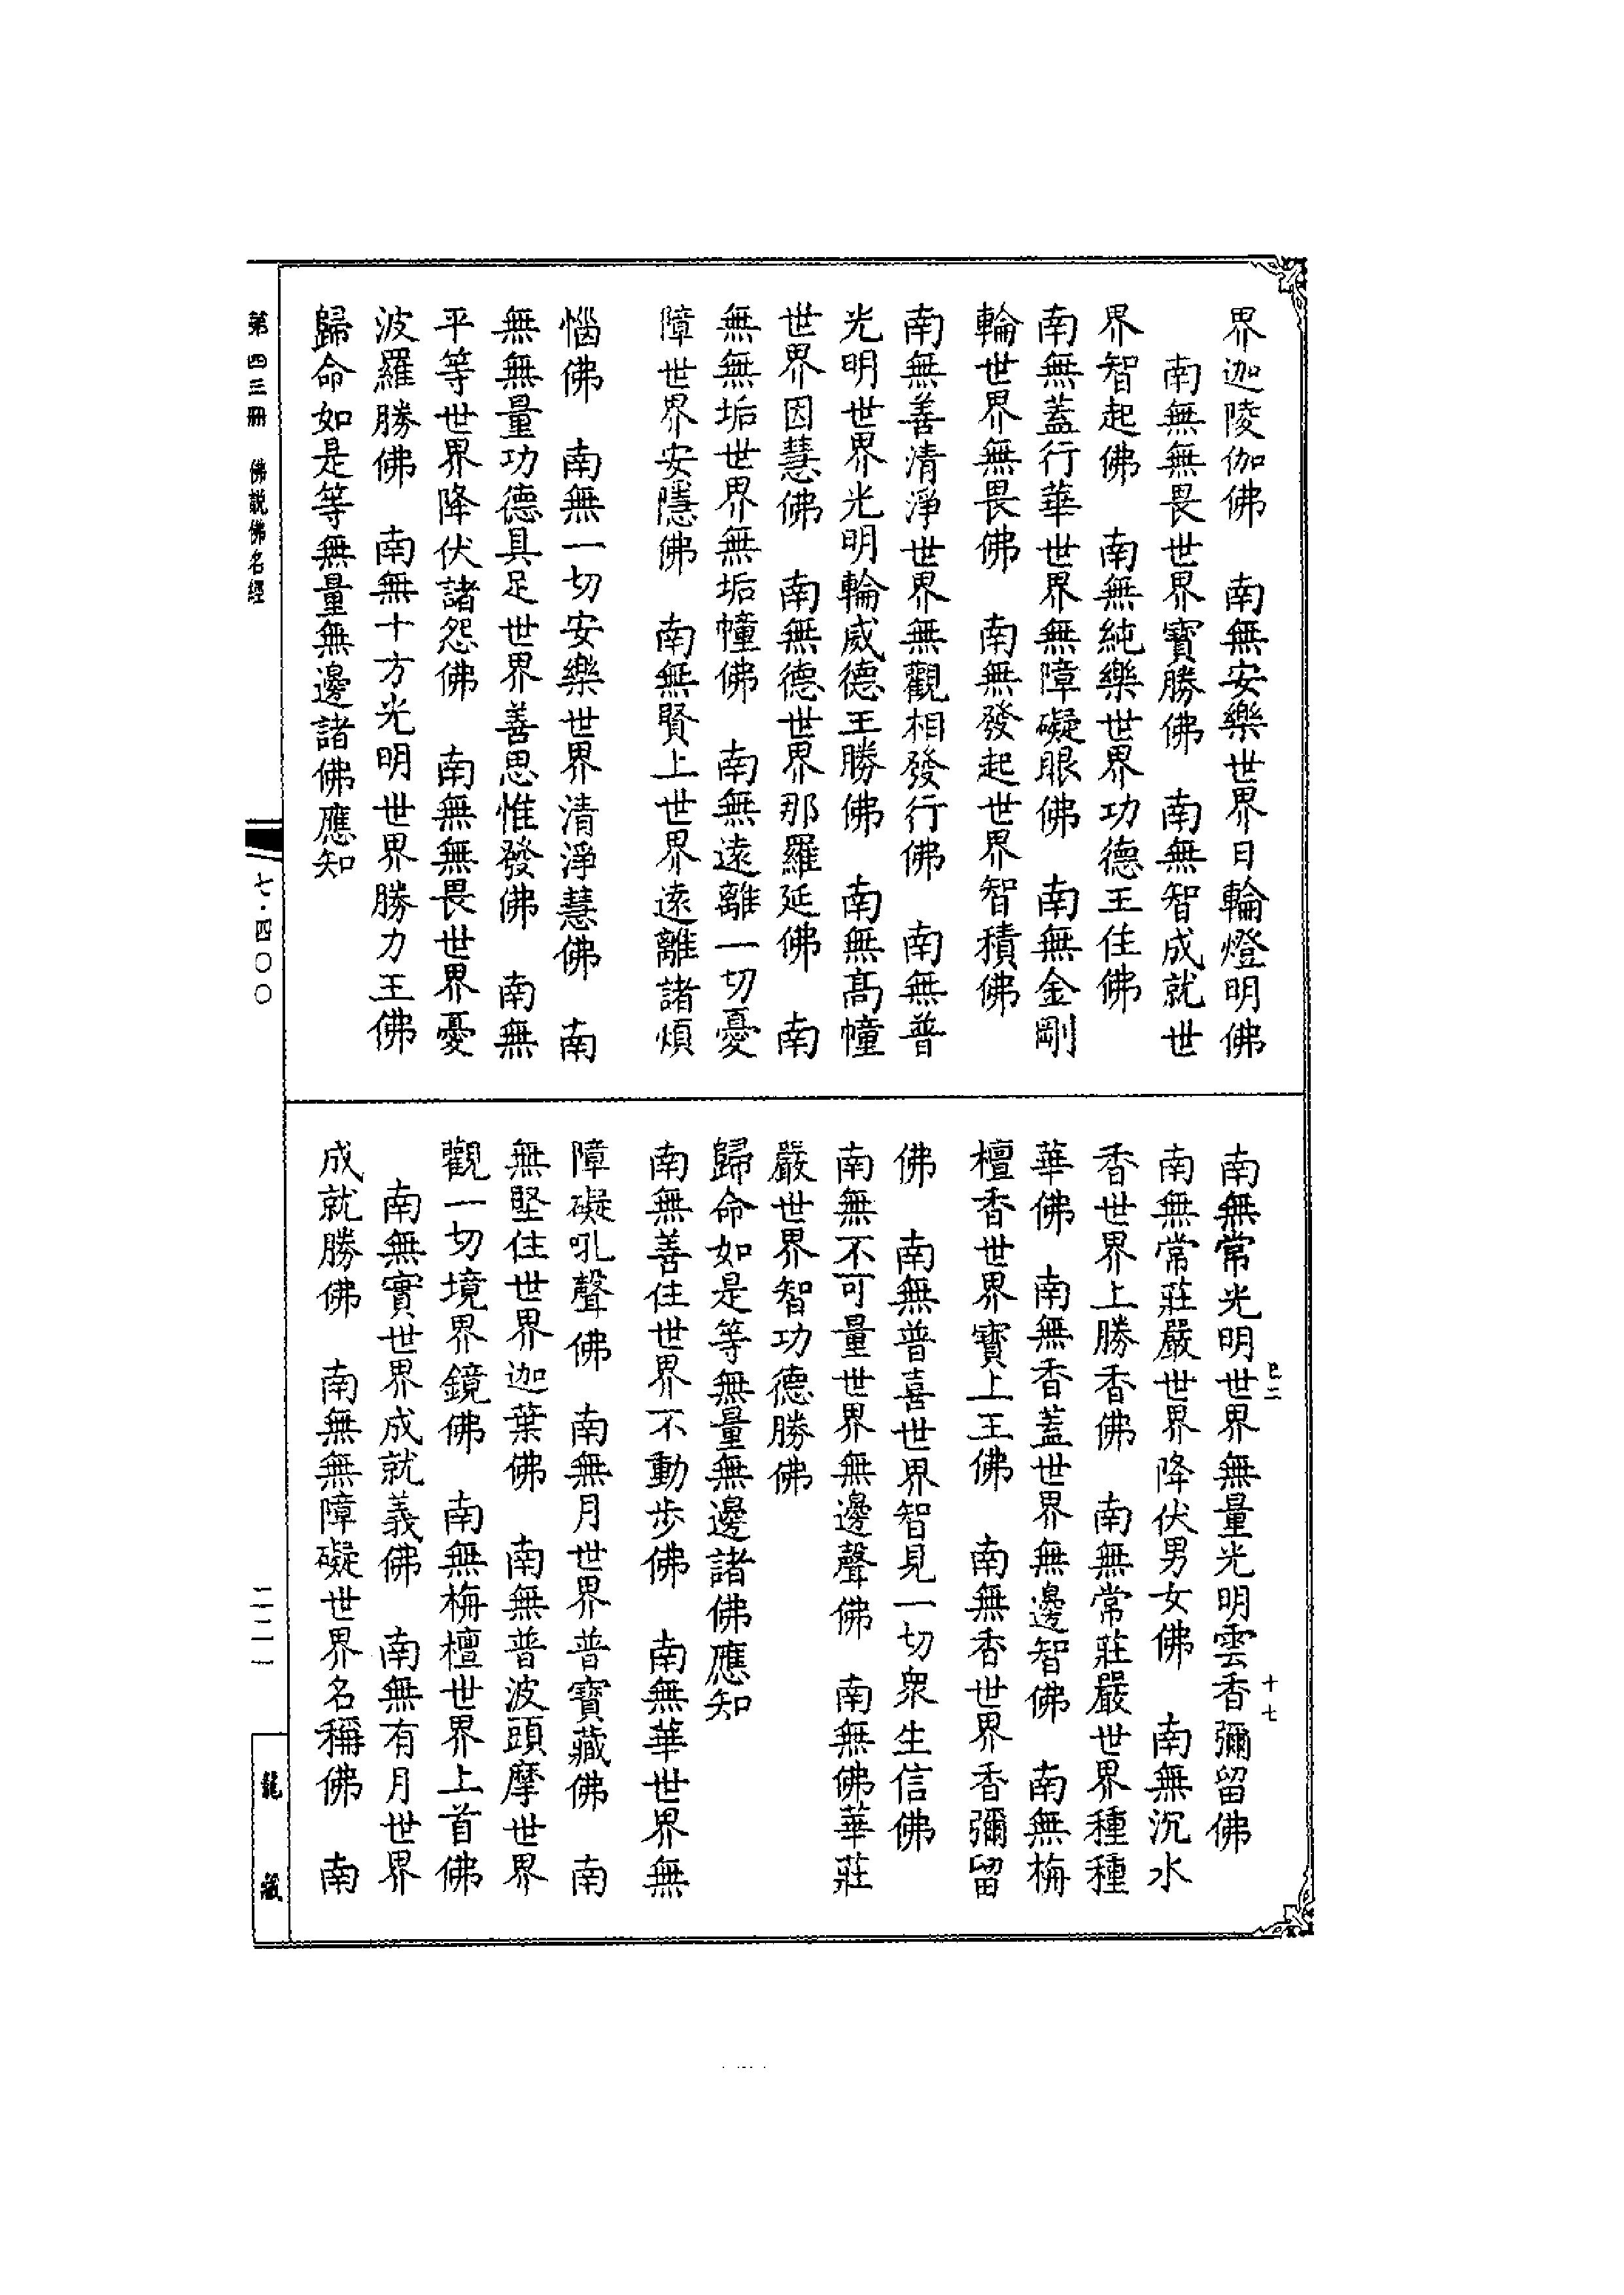 界迦陵伽佛　南無安樂世界日輪燈明佛
南無無畏世界寶勝佛　南無智成就世
界智起佛　南無純樂世界功德王住佛
南無蓋行華世界無障礙眼佛　南無金剛
輪世界無畏佛　南無發起世界智積佛
南無善清淨世界無觀相發行佛　南無普
光明世界光明輪威德王勝佛　南無高幢
世界因慧佛　南無德世界那羅延佛　南
無無垢世界無垢幢佛　南無遠離一切憂
障世界安隱佛　南無賢上世界遠離諸煩
惱佛　南無一切安樂世界清淨慧佛　南
無無量功德具足世界善思惟發佛　南無
平等世界降伏諸怨佛　南無無畏世界憂
波羅勝佛　南無十方光明世界勝力王佛
歸命如是等無量無邊諸佛應知
南無常光明世界無量光明雲香彌留佛
巳二　十七
南無常莊嚴世界降伏男女佛　南無沉水
香世界上勝香佛　南無常莊嚴世界種種
華佛　南無香蓋世界無邊智佛　南無栴
檀香世界寶上王佛　南無香世界香彌留
佛　南無普喜世界智見一切眾生信佛
南無不可量世界無邊聲佛　南無佛華莊
嚴世界智功德勝佛
歸命如是等無量無邊諸佛應知
南無善住世界不動步佛　南無華世界無
障礙吼聲佛　南無月世界普寶藏佛　南
無堅住世界迦葉佛　南無普波頭摩世界
觀一切境界鏡佛　南無栴檀世界上首佛
南無實世界成就義佛　南無有月世界
成就勝佛　南無無障礙世界名稱佛　南
第四三冊　佛說佛名經
七·四〇〇
二二一
龍藏